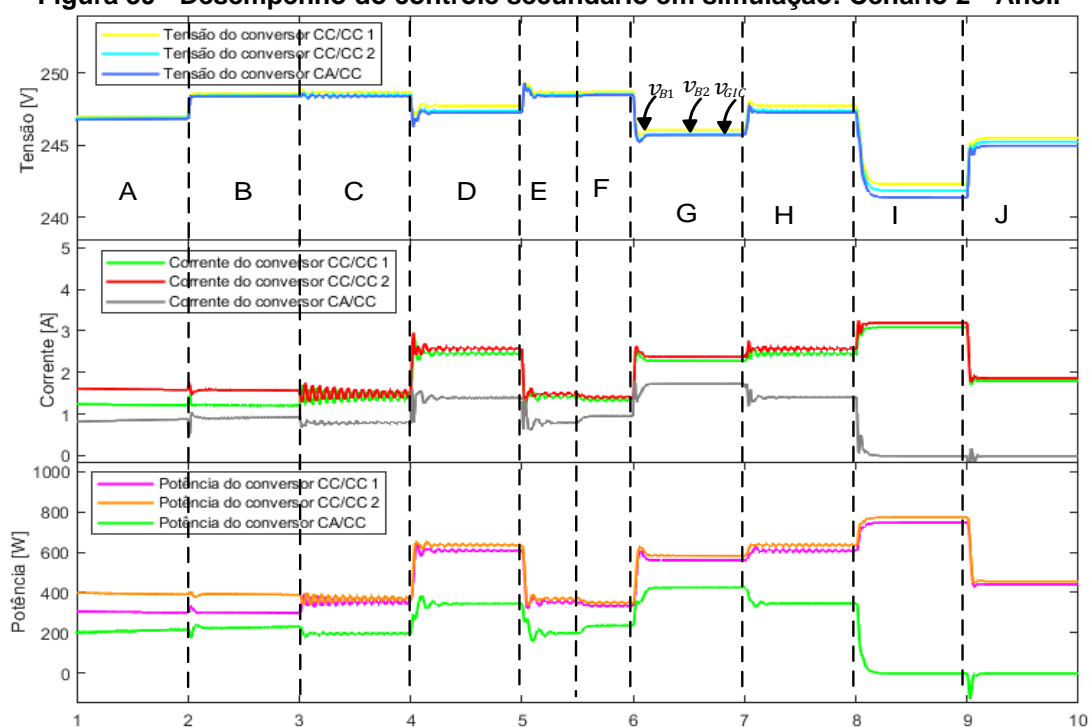 Figura 53 - Desempenho do controle secundário em simulação: Cenário 2 - Anel.
Tensão do conversor CC/CC 1
Tensão do conversor CC/CC 2
Tensão do conversor CA/CC
Tensão [V]
250
245
240
vB1 vB2 vGIC
A B C D E F G H I J
Corrente do conversor CC/CC 1
Corrente do conversor CC/CC 2
Corrente do conversor CA/CC
Corrente [A]
5
4
3
2
1
0
Potência do conversor CC/CC 1
Potência do conversor CC/CC 2
Potência do conversor CA/CC
Potência [W]
1000
800
600
400
200
0
1 2 3 4 5 6 7 8 9 10